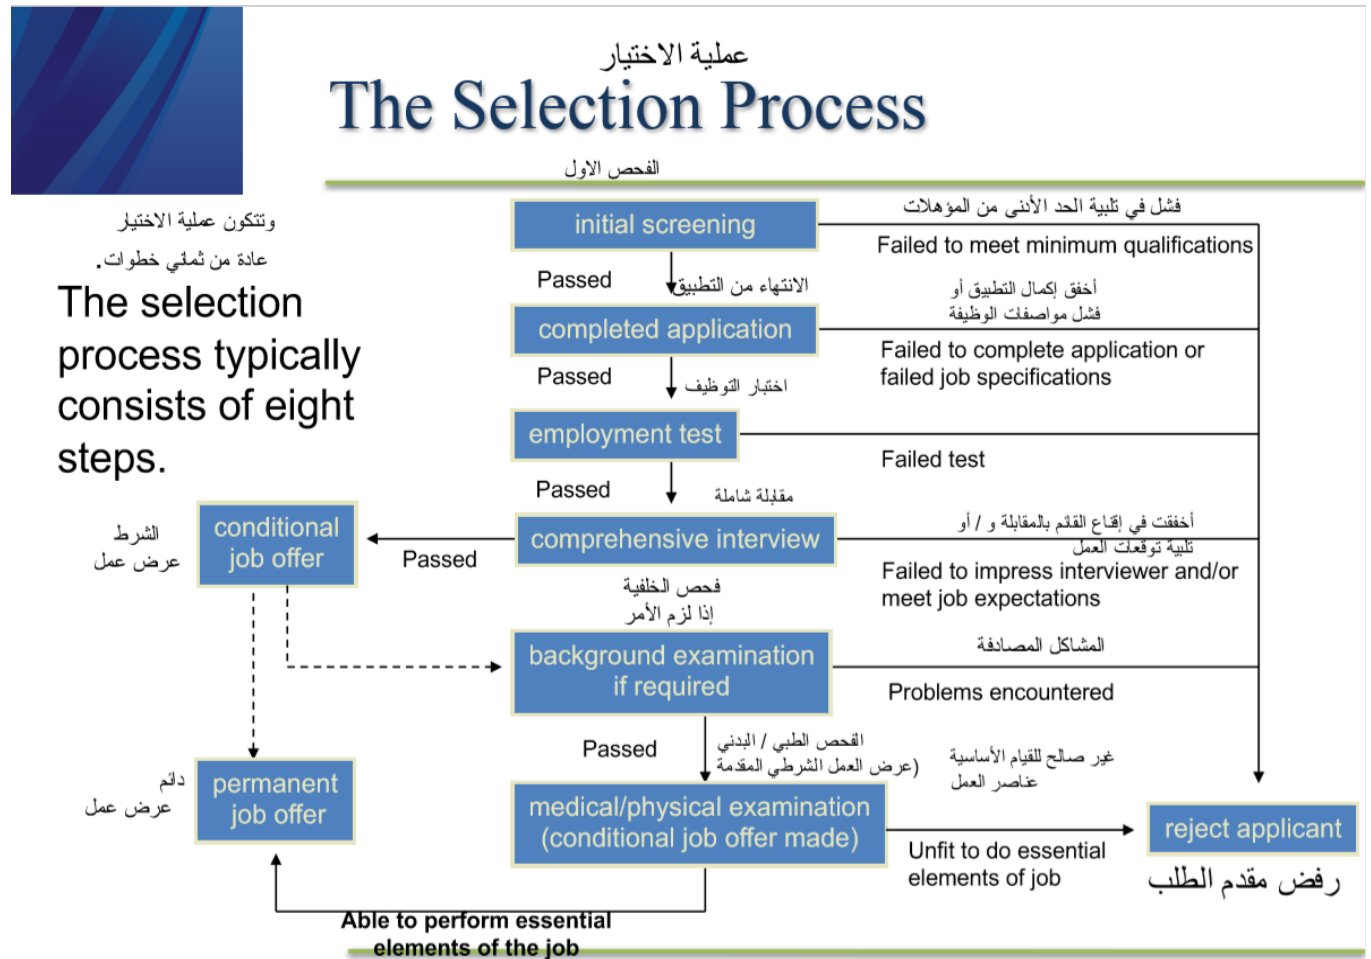 عملية الاختيار
The Selection Process
الفحص الاول
وتتكون عملية الاختيار
عادة من ثماني خطوات.
The selection
process typically
consists of eight
steps.
initial screening
فشل في تلبية الحد الأدنى من المؤهلات
Failed to meet minimum qualifications
Passed
الانتهاء من التطبيق
أخفق إكمال التطبيق أو
فشل مواصفات الوظيفة
completed application
Failed to complete application or
failed job specifications
Passed
اختبار التوظيف
employment test
Failed test
Passed
مقابلة شاملة
comprehensive interview
أخفقت في إقناع القائم بالمقابلة و / أو
تلبية توقعات العمل
Failed to impress interviewer and/or
meet job expectations
Passed
conditional
job offer
الشرط
عرض عمل
فحص الخلفية
إذا لزم الأمر
background examination
if required
المشاكل المصادفة
Problems encountered
Passed
الفحص الطبي / البدني
(عرض العمل الشرطي المقدمة
medical/physical examination
(conditional job offer made)
غير صالح للقيام الأساسية
عناصر العمل
Unfit to do essential
elements of job
reject applicant
رفض مقدم الطلب
permanent
job offer
دائم
عرض عمل
Able to perform essential
elements of the job